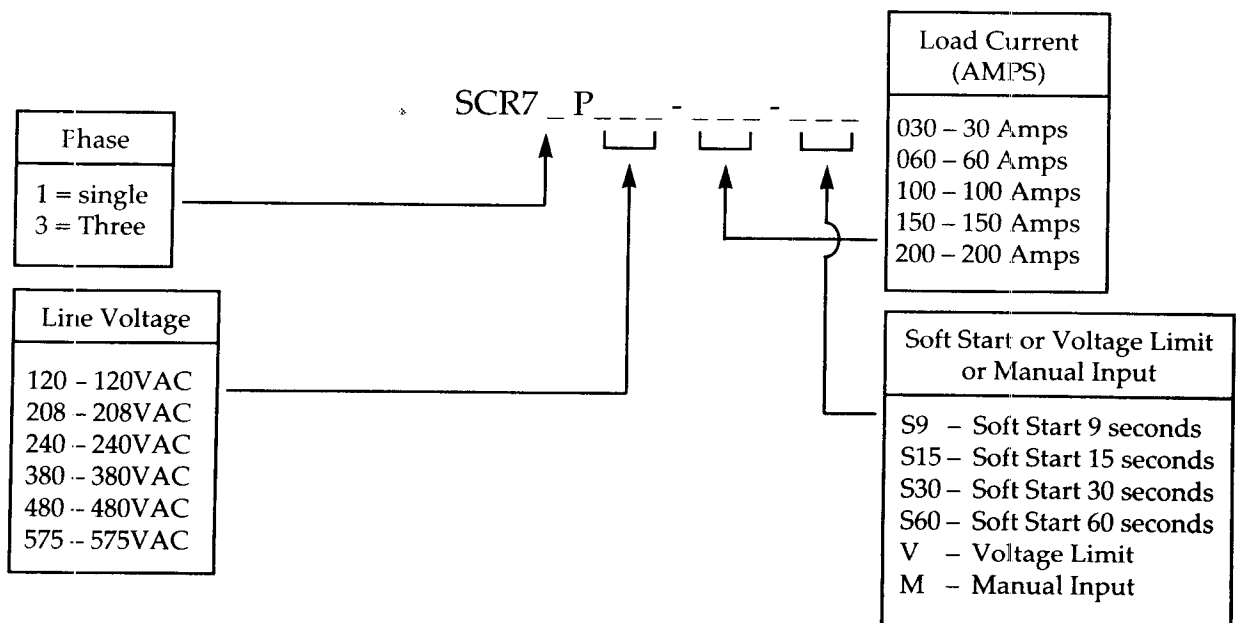 SCR7 _ P _ _ _ - _ _ _ - _ _ _
Phase
1 = single
3 = Three
Line Voltage
120 – 120VAC
208 – 208VAC
240 – 240VAC
380 – 380VAC
480 – 480VAC
575 – 575VAC
Load Current
(AMPS)
030 – 30 Amps
060 – 60 Amps
100 – 100 Amps
150 – 150 Amps
200 – 200 Amps
Soft Start or Voltage Limit
or Manual Input
S9 – Soft Start 9 seconds
S15 – Soft Start 15 seconds
S30 – Soft Start 30 seconds
S60 – Soft Start 60 seconds
V – Voltage Limit
M – Manual Input